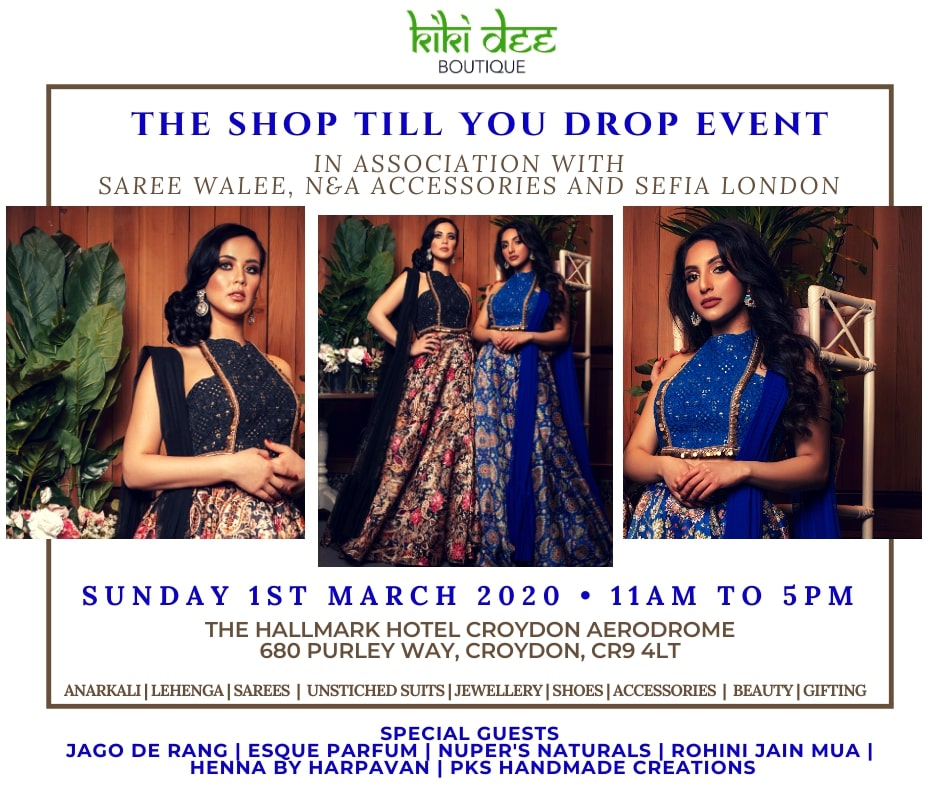 kiki dee
BOUTIQUE
THE SHOP TILL YOU DROP EVENT
IN ASSOCIATION WITH
SAREE WALEE, N&A ACCESSORIES AND SEFIA LONDON
SUNDAY 1ST MARCH 2020 • 11AM TO 5PM
THE HALLMARK HOTEL CROYDON AERODROME
680 PURLEY WAY, CROYDON, CR9 4LT
ANARKALI | LEHENGA | SAREES | UNSTICHED SUITS | JEWELLERY | SHOES | ACCESSORIES | BEAUTY | GIFTING
SPECIAL GUESTS
JAGO DE RANG | ESQUE PARFUM | NUPER'S NATURALS | ROHINI JAIN MUA |
HENNA BY HARPAVAN | PKS HANDMADE CREATIONS